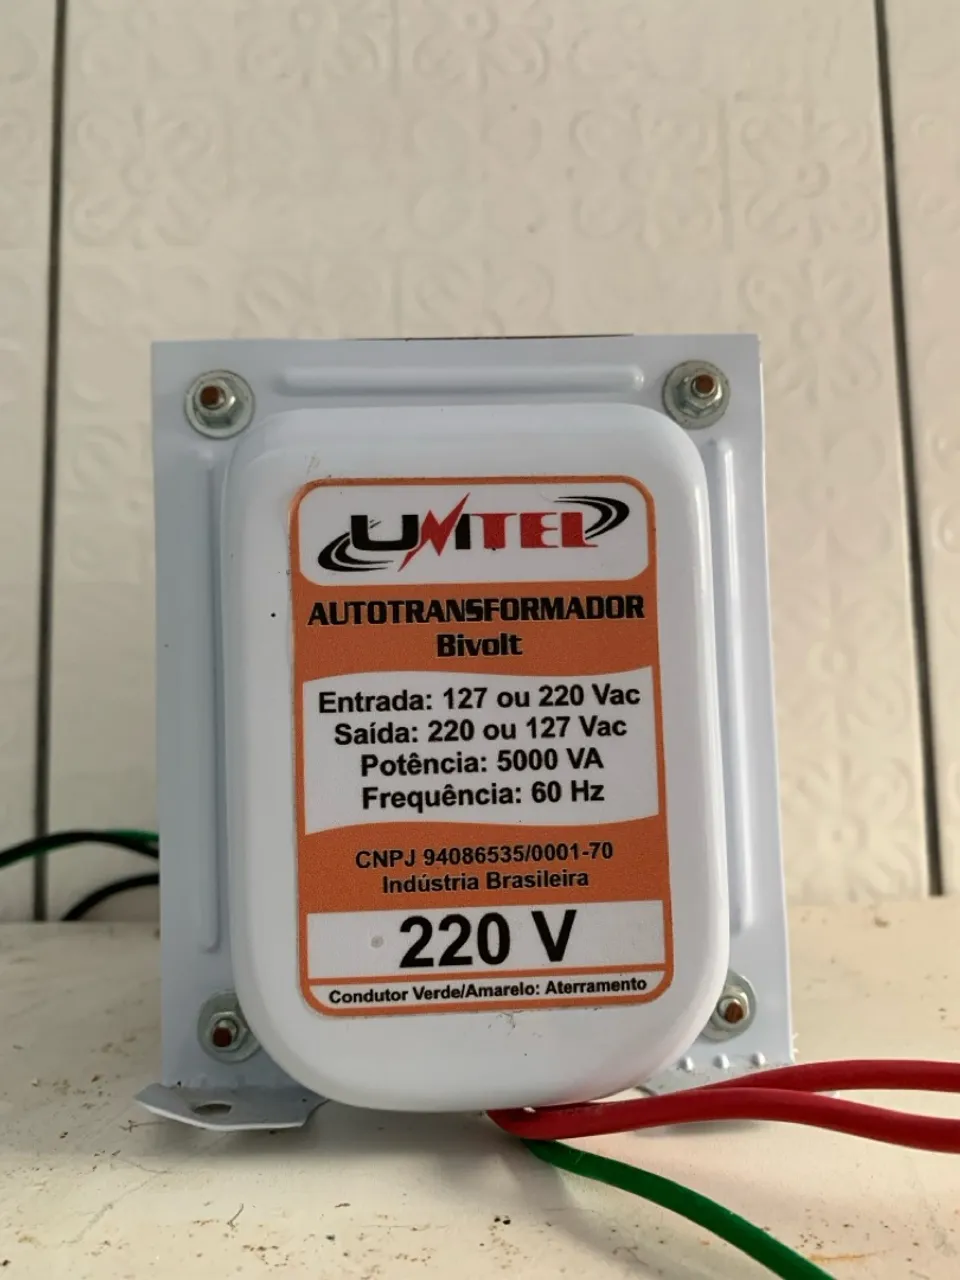 UNITEL
AUTOTRANSFORMADOR
Bivolt
Entrada: 127 ou 220 Vac
Saída: 220 ou 127 Vac
Potência: 5000 VA
Frequência: 60 Hz
CNPJ 94086535/0001-70
Indústria Brasileira
220 V
Condutor Verde/Amarelo: Aterramento